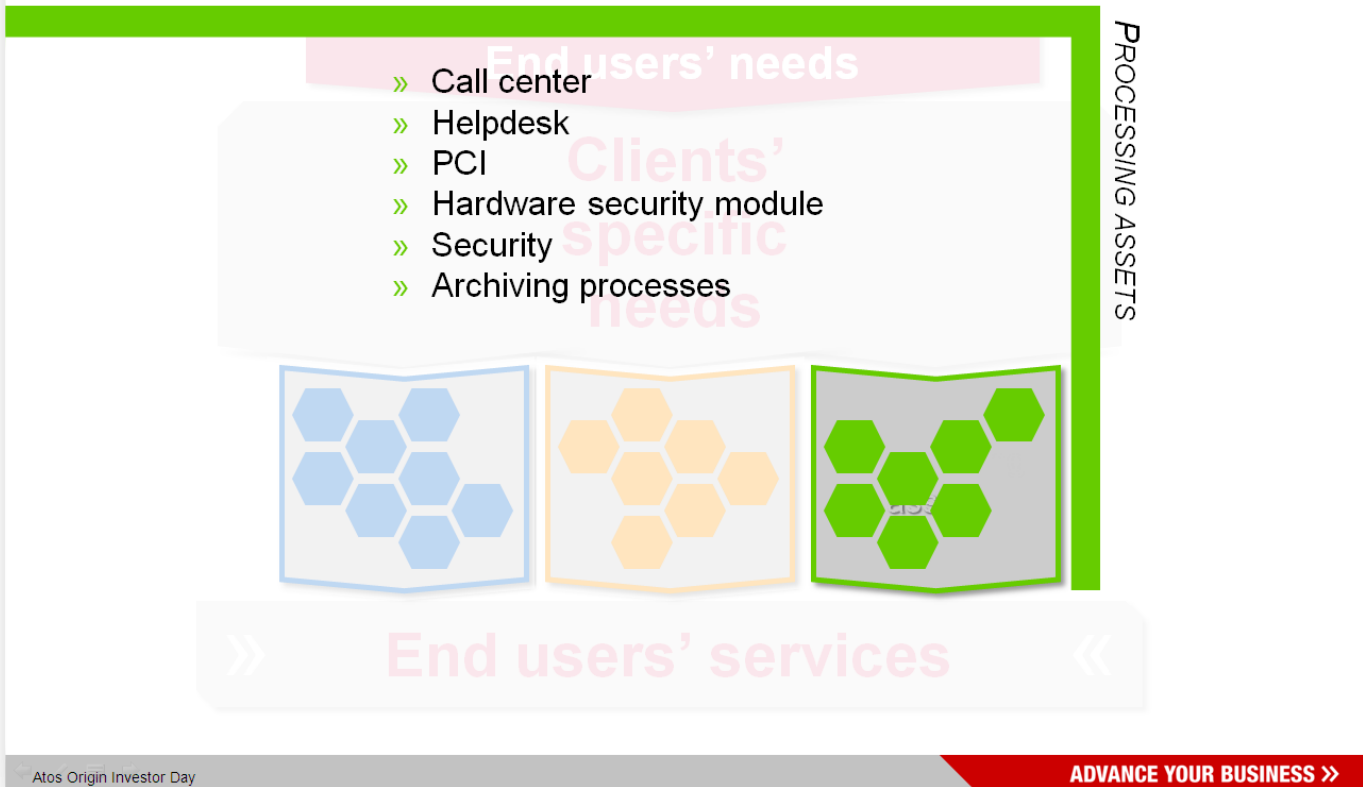 End users' needs
» Call center
» Helpdesk
» PCI
» Hardware security module
» Security
» Archiving processes
Clients'
specific
needs
PROCESSING ASSETS
» End users' services «
Atos Origin Investor Day
ADVANCE YOUR BUSINESS »